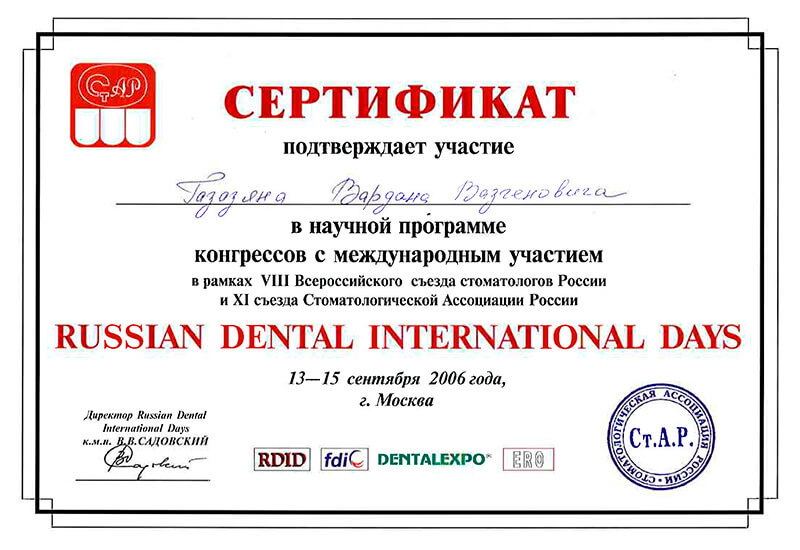 СтАР
СЕРТИФИКАТ
подтверждает участие
Газазяна Вардана Вазгеновича
в научной программе
конгрессов с международным участием
в рамках VIII Всероссийского съезда стоматологов России
и XI съезда Стоматологической Ассоциации России
RUSSIAN DENTAL INTERNATIONAL DAYS
13—15 сентября 2006 года,
г. Москва
Директор Russian Dental
International Days
к.м.н. В.В.САДОВСКИЙ
RDID fdi DENTALEXPO® ERO
СТОМАТОЛОГИЧЕСКАЯ АССОЦИАЦИЯ РОССИИ
Ст.А.Р.